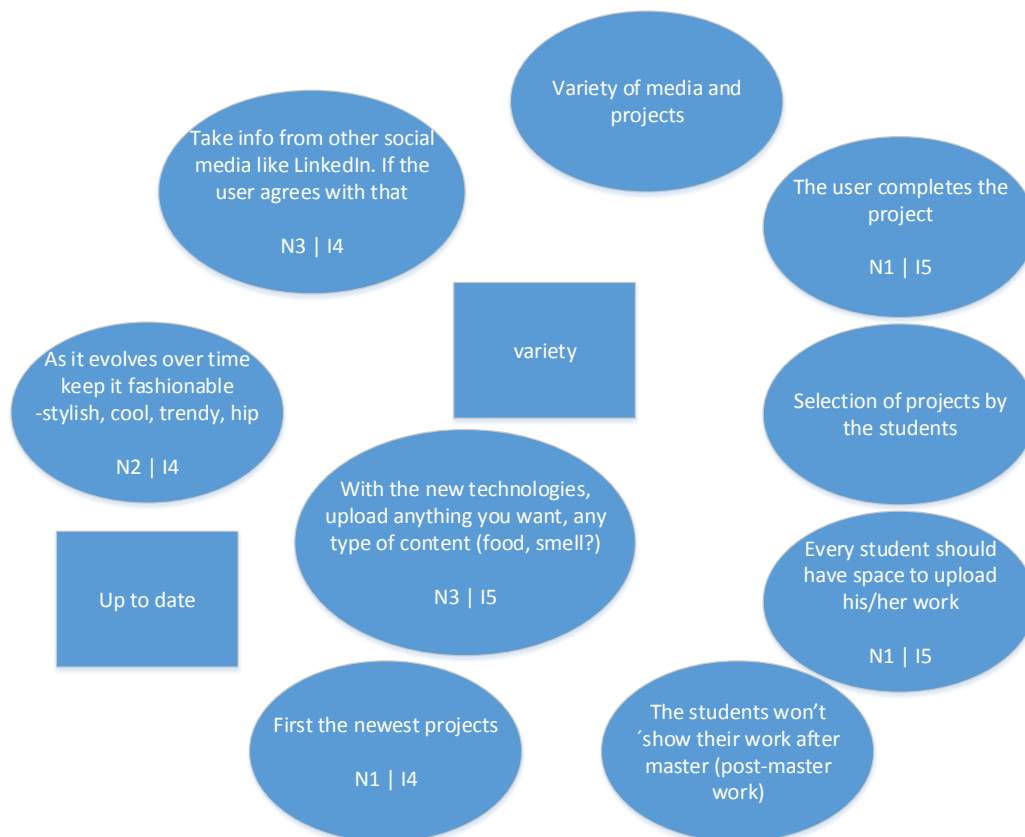 Variety of media and
projects
Take info from other social
media like LinkedIn. If the
user agrees with that
N3 | I4
The user completes the
project
N1 | I5
variety
As it evolves over time
keep it fashionable
-stylish, cool, trendy, hip
N2 | I4
Selection of projects by
the students
With the new technologies,
upload anything you want, any
type of content (food, smell?)
N3 | I5
Every student should
have space to upload
his/her work
N1 | I5
Up to date
First the newest projects
N1 | I4
The students won’t
´show their work after
master (post-master
work)